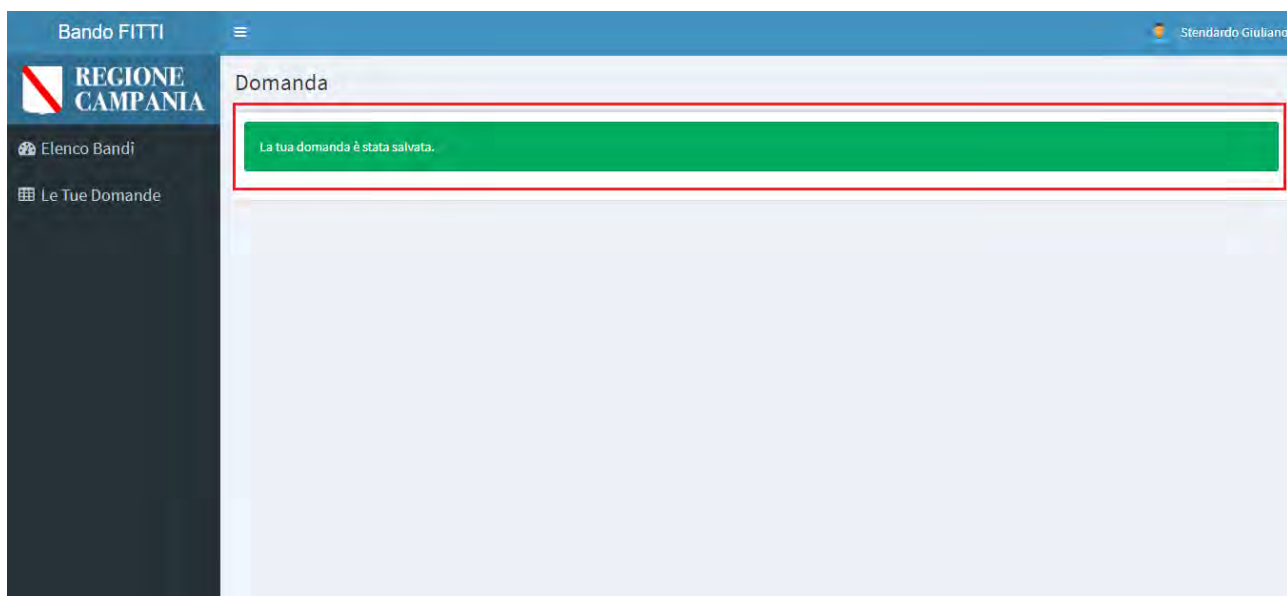 Bando FITTI
Stendardo Giuliano
REGIONE
CAMPANIA
Domanda
Elenco Bandi
La tua domanda è stata salvata.
Le Tue Domande